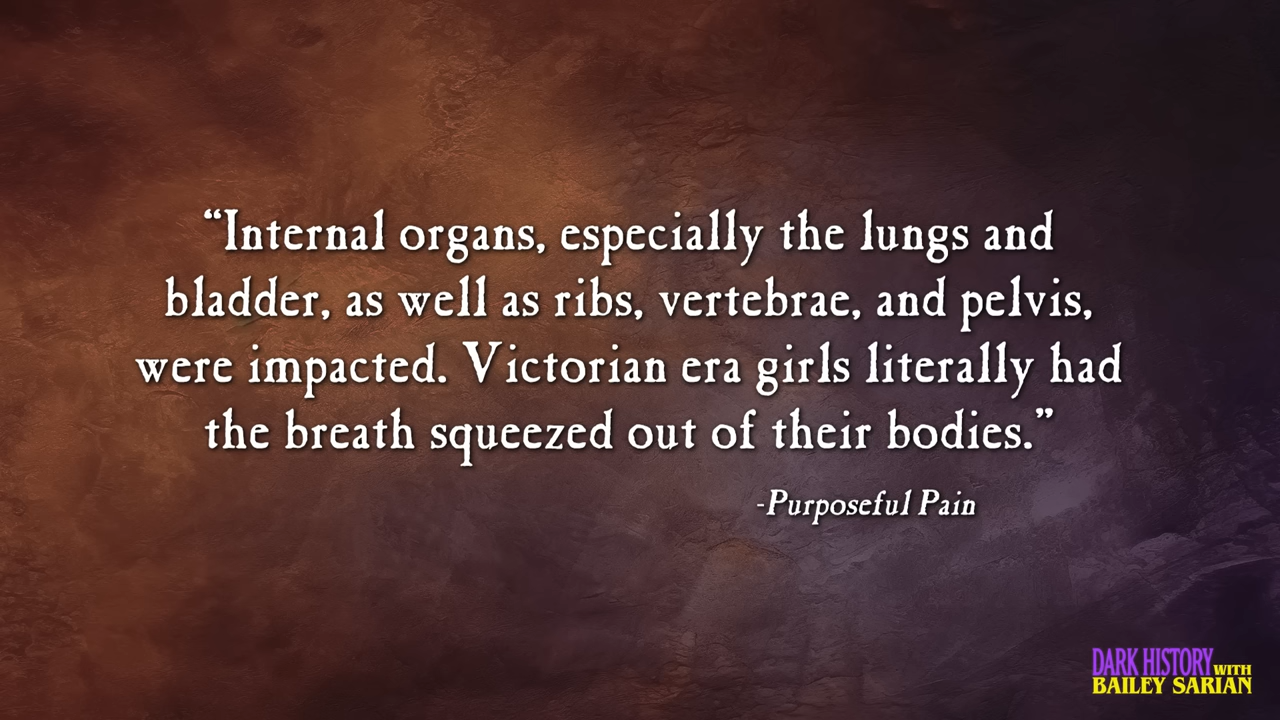 “Internal organs, especially the lungs and
bladder, as well as ribs, vertebrae, and pelvis,
were impacted. Victorian era girls literally had
the breath squeezed out of their bodies.”
-Purposeful Pain
DARK HISTORY WITH
BAILEY SARIAN